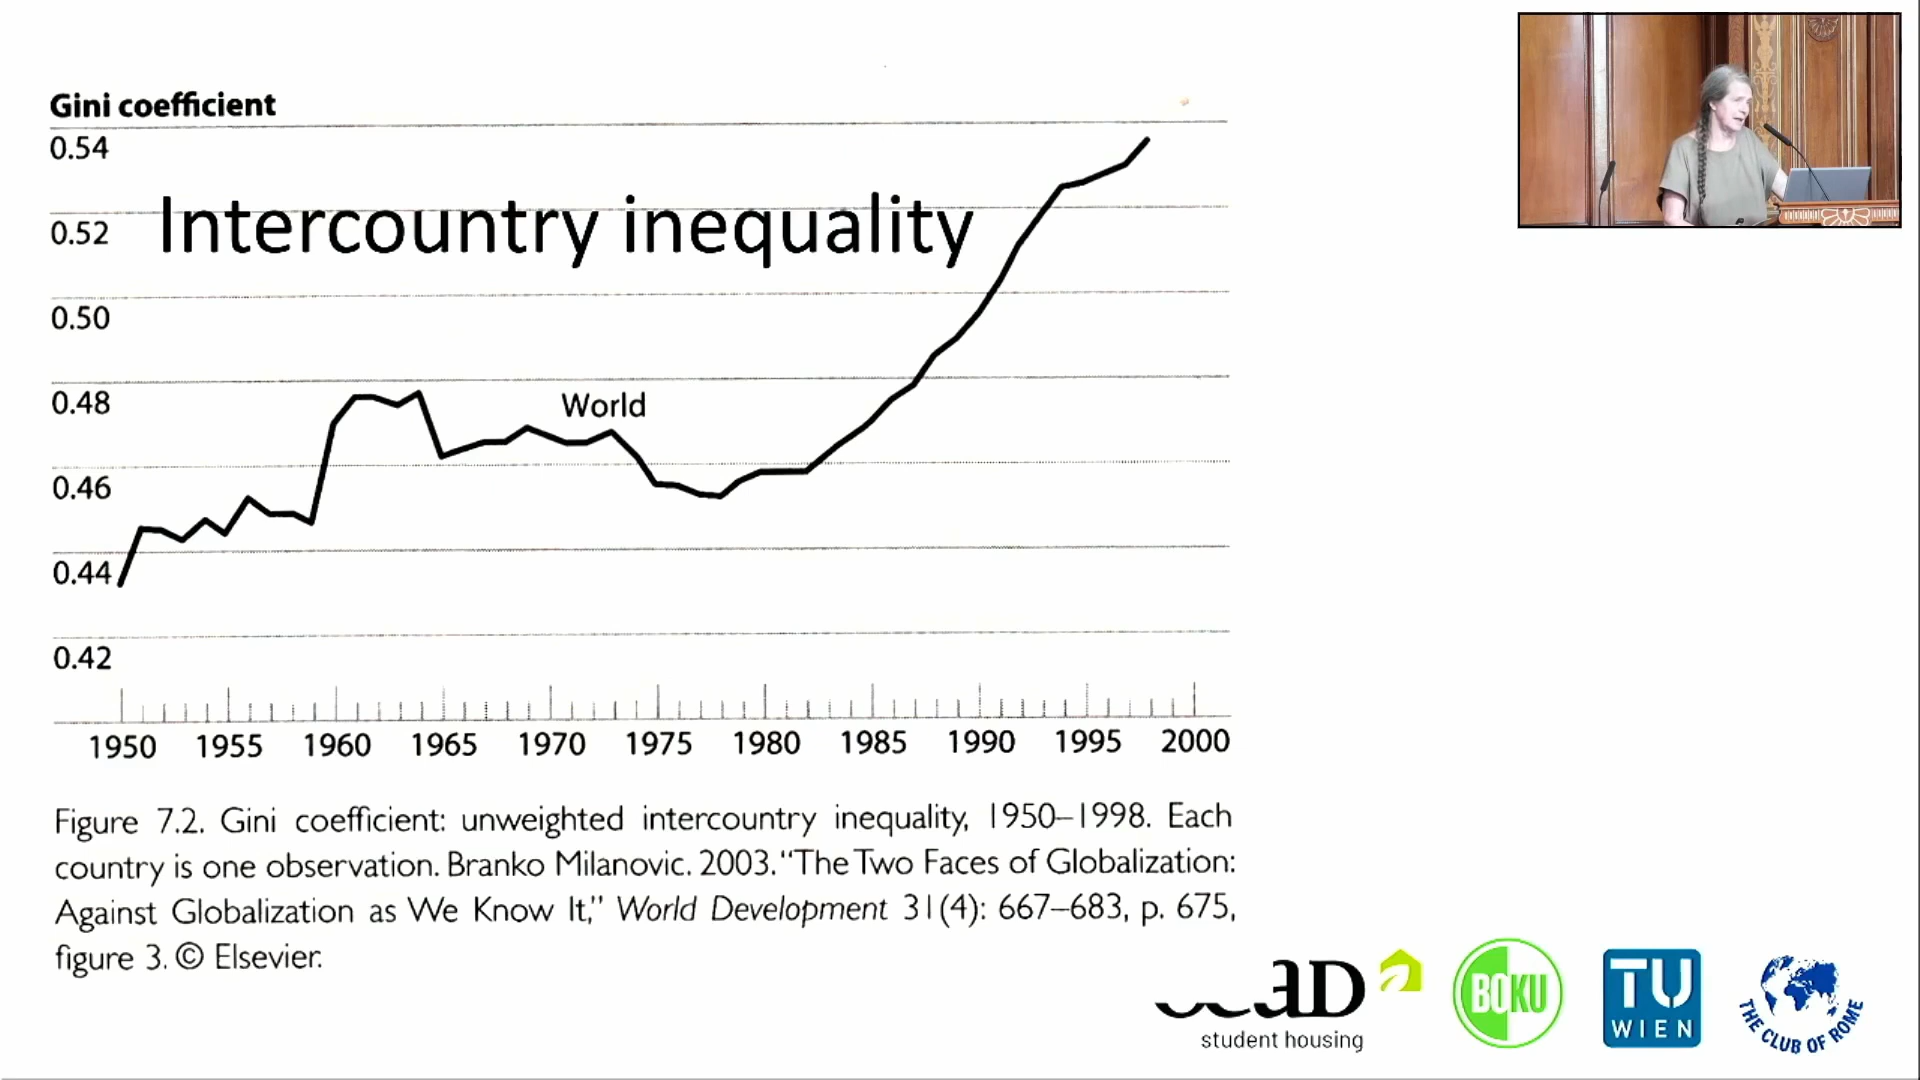 Gini coefficient
0.54
Intercountry inequality
0.52
0.50
0.48
World
0.46
0.44
0.42
1950 1955 1960 1965 1970 1975 1980 1985 1990 1995 2000
Figure 7.2. Gini coefficient: unweighted intercountry inequality, 1950–1998. Each
country is one observation. Branko Milanovic. 2003. “The Two Faces of Globalization:
Against Globalization as We Know It,” World Development 31(4): 667–683, p. 675,
figure 3. © Elsevier.
student housing
BOKU
TU
WIEN
THE CLUB OF ROME